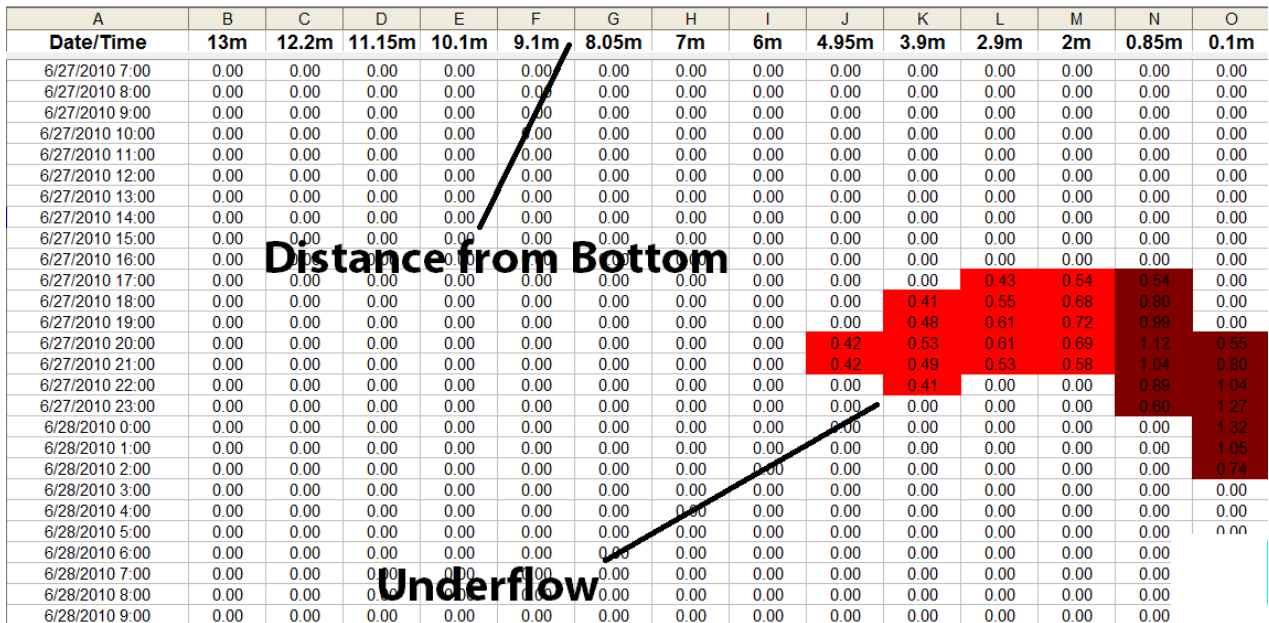 A B C D E F G H I J K L M N O
Date/Time 13m 12.2m 11.15m 10.1m 9.1m 8.05m 7m 6m 4.95m 3.9m 2.9m 2m 0.85m 0.1m
6/27/2010 7:00 0.00 0.00 0.00 0.00 0.00 0.00 0.00 0.00 0.00 0.00 0.00 0.00 0.00 0.00
6/27/2010 8:00 0.00 0.00 0.00 0.00 0.00 0.00 0.00 0.00 0.00 0.00 0.00 0.00 0.00 0.00
6/27/2010 9:00 0.00 0.00 0.00 0.00 0.00 0.00 0.00 0.00 0.00 0.00 0.00 0.00 0.00 0.00
6/27/2010 10:00 0.00 0.00 0.00 0.00 0.00 0.00 0.00 0.00 0.00 0.00 0.00 0.00 0.00 0.00
6/27/2010 11:00 0.00 0.00 0.00 0.00 0.00 0.00 0.00 0.00 0.00 0.00 0.00 0.00 0.00 0.00
6/27/2010 12:00 0.00 0.00 0.00 0.00 0.00 0.00 0.00 0.00 0.00 0.00 0.00 0.00 0.00 0.00
6/27/2010 13:00 0.00 0.00 0.00 0.00 0.00 0.00 0.00 0.00 0.00 0.00 0.00 0.00 0.00 0.00
6/27/2010 14:00 0.00 0.00 0.00 0.00 0.00 0.00 0.00 0.00 0.00 0.00 0.00 0.00 0.00 0.00
6/27/2010 15:00 0.00 0.00 0.00 0.00 0.00 0.00 0.00 0.00 0.00 0.00 0.00 0.00 0.00 0.00
Distance from Bottom
6/27/2010 16:00 0.00 0.00 0.00 0.00 0.00 0.00 0.00 0.00 0.00 0.00 0.00 0.00 0.00 0.00
6/27/2010 17:00 0.00 0.00 0.00 0.00 0.00 0.00 0.00 0.00 0.00 0.00 0.43 0.54 0.54 0.00
6/27/2010 18:00 0.00 0.00 0.00 0.00 0.00 0.00 0.00 0.00 0.00 0.41 0.55 0.68 0.80 0.00
6/27/2010 19:00 0.00 0.00 0.00 0.00 0.00 0.00 0.00 0.00 0.00 0.48 0.61 0.72 0.99 0.00
6/27/2010 20:00 0.00 0.00 0.00 0.00 0.00 0.00 0.00 0.00 0.42 0.53 0.61 0.69 1.12 0.55
6/27/2010 21:00 0.00 0.00 0.00 0.00 0.00 0.00 0.00 0.00 0.42 0.49 0.53 0.58 1.04 0.80
6/27/2010 22:00 0.00 0.00 0.00 0.00 0.00 0.00 0.00 0.00 0.00 0.41 0.00 0.00 0.89 1.04
6/27/2010 23:00 0.00 0.00 0.00 0.00 0.00 0.00 0.00 0.00 0.00 0.00 0.00 0.00 0.60 1.27
6/28/2010 0:00 0.00 0.00 0.00 0.00 0.00 0.00 0.00 0.00 0.00 0.00 0.00 0.00 0.00 1.32
6/28/2010 1:00 0.00 0.00 0.00 0.00 0.00 0.00 0.00 0.00 0.00 0.00 0.00 0.00 0.00 1.05
6/28/2010 2:00 0.00 0.00 0.00 0.00 0.00 0.00 0.00 0.00 0.00 0.00 0.00 0.00 0.00 0.74
6/28/2010 3:00 0.00 0.00 0.00 0.00 0.00 0.00 0.00 0.00 0.00 0.00 0.00 0.00 0.00 0.00
6/28/2010 4:00 0.00 0.00 0.00 0.00 0.00 0.00 0.00 0.00 0.00 0.00 0.00 0.00 0.00 0.00
6/28/2010 5:00 0.00 0.00 0.00 0.00 0.00 0.00 0.00 0.00 0.00 0.00 0.00 0.00 0.00 0.00
6/28/2010 6:00 0.00 0.00 0.00 0.00 0.00 0.00 0.00 0.00 0.00 0.00 0.00 0.00 0.00
6/28/2010 7:00 0.00 0.00 0.00 0.00 0.00 0.00 0.00 0.00 0.00 0.00 0.00 0.00 0.00
Underflow
6/28/2010 8:00 0.00 0.00 0.00 0.00 0.00 0.00 0.00 0.00 0.00 0.00 0.00 0.00 0.00
6/28/2010 9:00 0.00 0.00 0.00 0.00 0.00 0.00 0.00 0.00 0.00 0.00 0.00 0.00 0.00